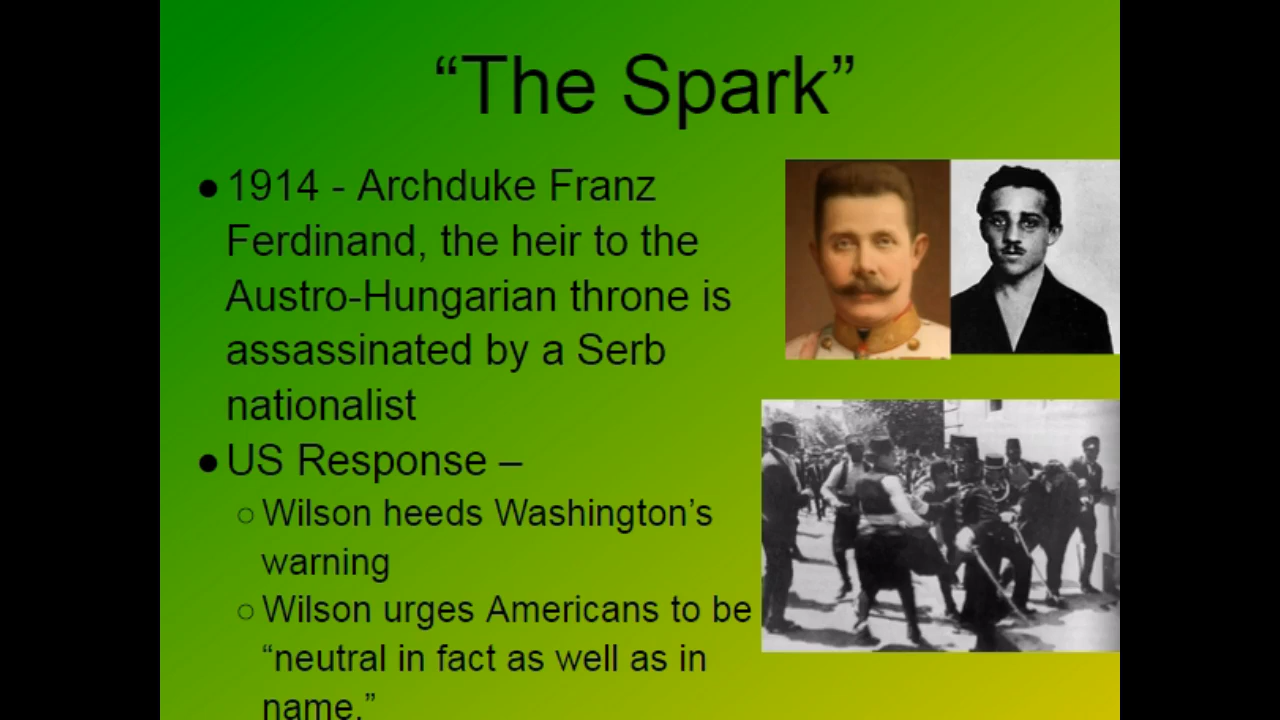 “The Spark”
● 1914 - Archduke Franz
Ferdinand, the heir to the
Austro-Hungarian throne is
assassinated by a Serb
nationalist
● US Response –
○ Wilson heeds Washington’s
warning
○ Wilson urges Americans to be
“neutral in fact as well as in
name.”